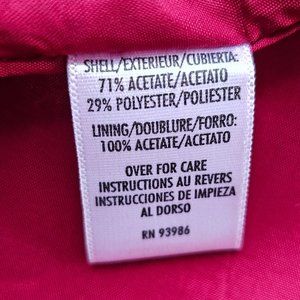 SHELL/EXTERIEUR/CUBIERTA:
71% ACETATE/ACETATO
29% POLYESTER/POLIESTER
LINING/DOUBLURE/FORRO:
100% ACETATE/ACETATO
OVER FOR CARE
INSTRUCTIONS AU REVERS
INSTRUCCIONES DE IMPIEZA
AL DORSO
RN 93986